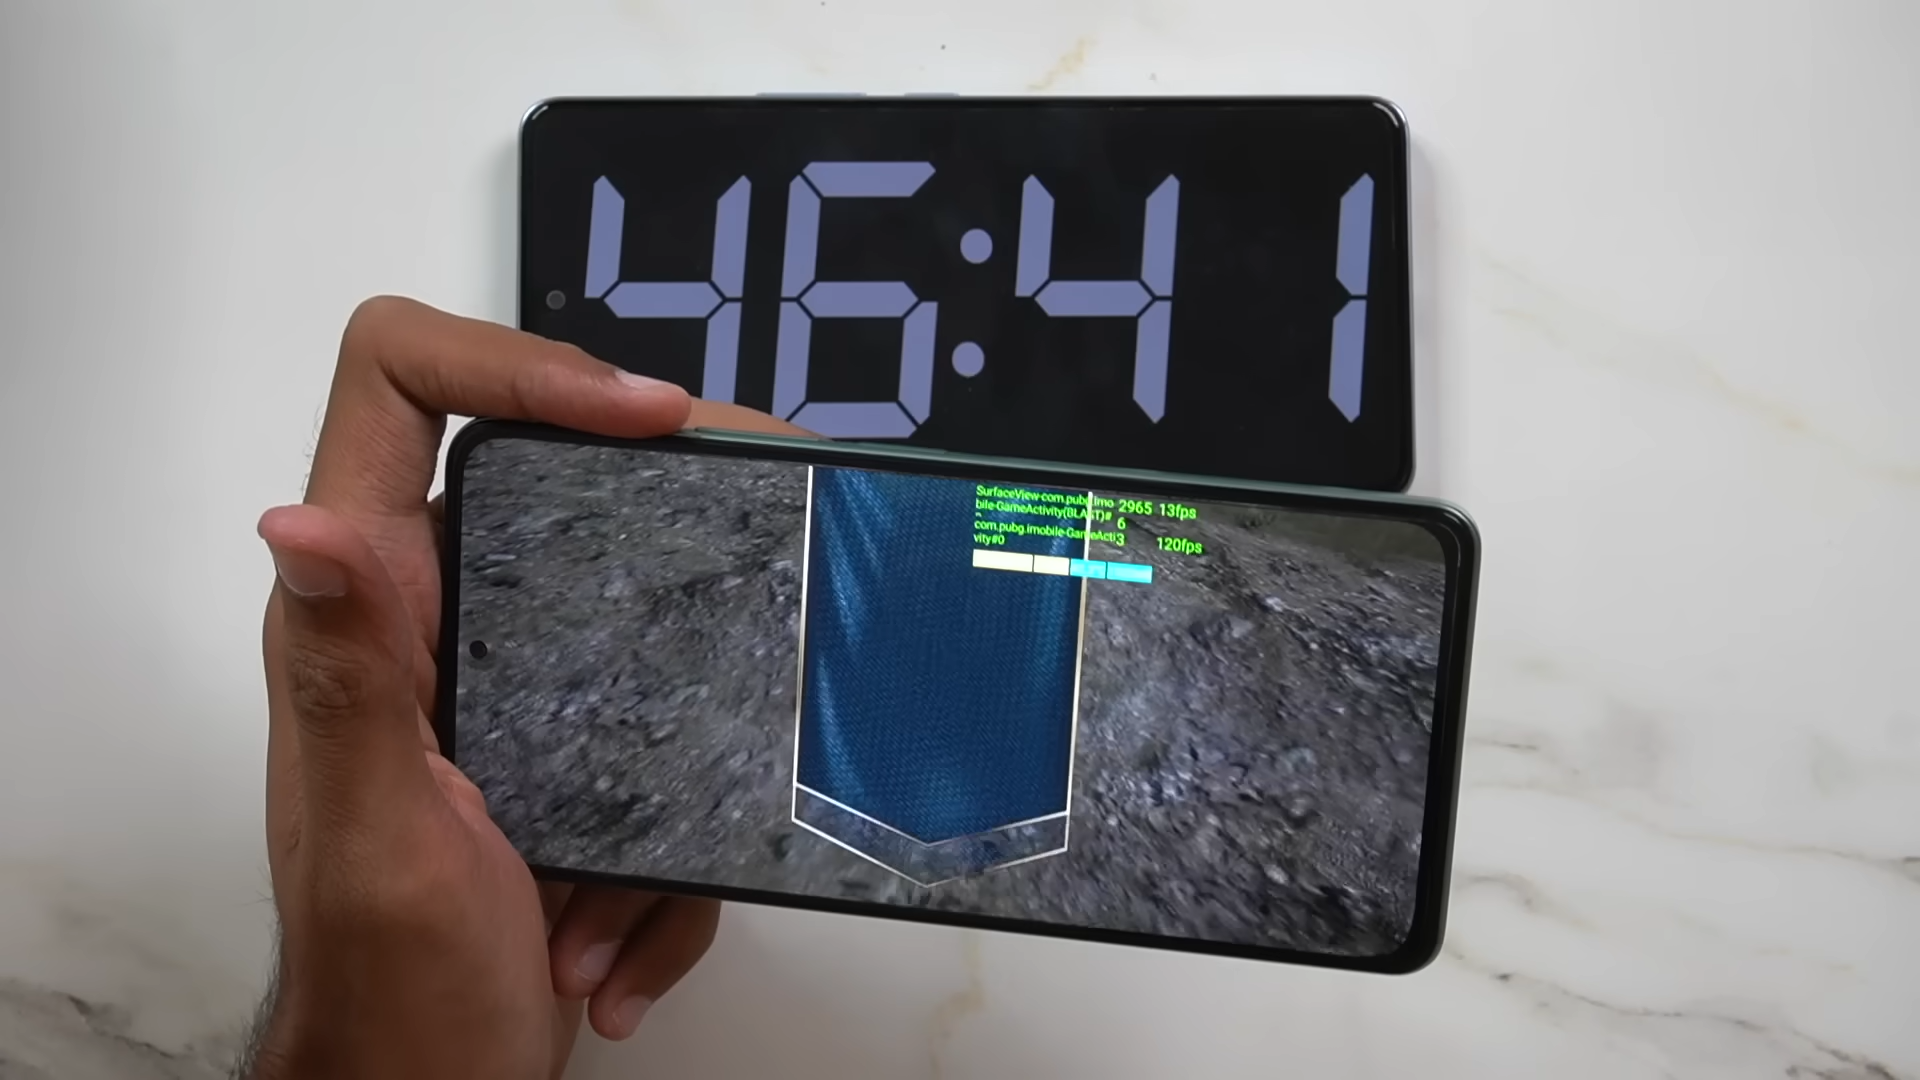 46:41
SurfaceView-com.pubg.imo 2965 13fps
bile-GameActivity(BLAST)# 6
com.pubg.imobile-GameActi 3 120fps
vity#0